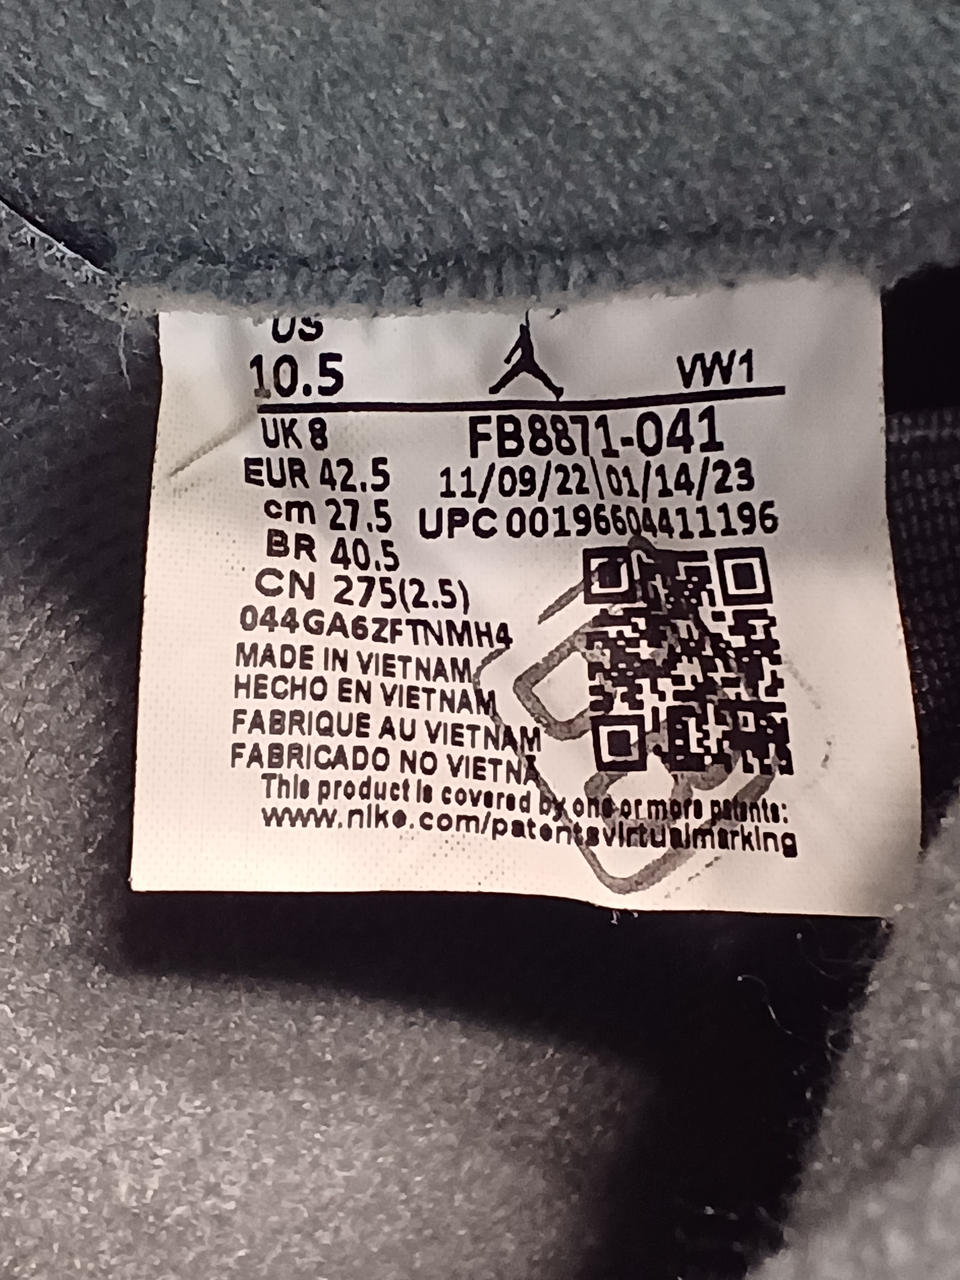 US
10.5
VW1
UK 8
FB8871-041
EUR 42.5
11/09/22\01/14/23
cm 27.5
UPC 00196604411196
BR 40.5
CN 275(2.5)
044GA6ZFTNMH4
MADE IN VIETNAM
HECHO EN VIETNAM
FABRIQUE AU VIETNAM
FABRICADO NO VIETNA
This product is covered by one or more patents:
www.nike.com/patentsvirtualmarking